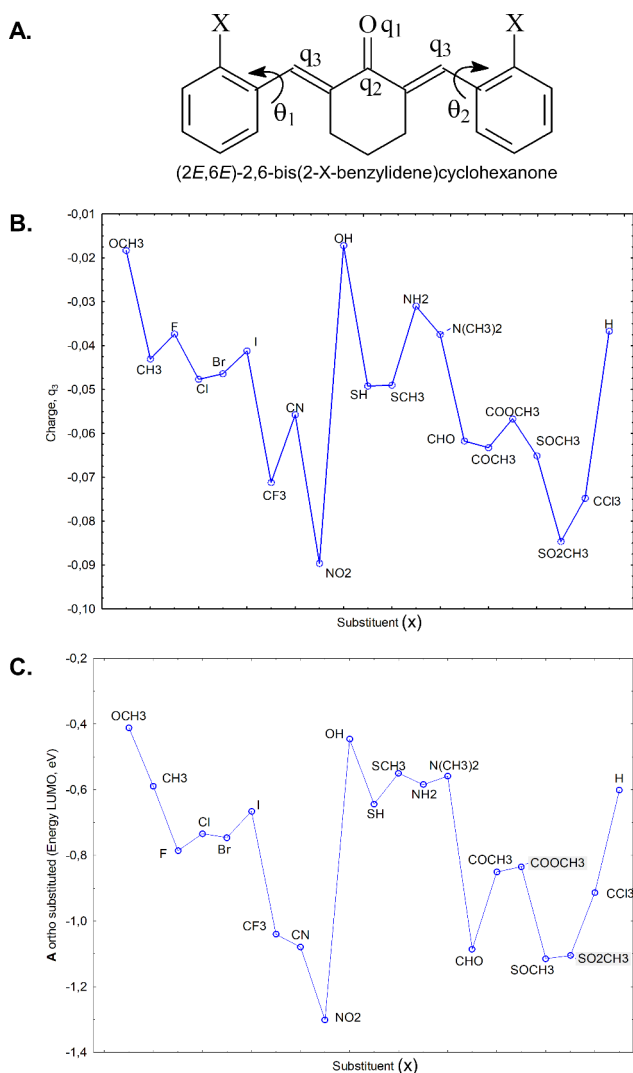 A.
X
O
q1
X
q3
q3
q2
θ1
θ2
(2E,6E)-2,6-bis(2-X-benzylidene)cyclohexanone
B.
-0,01
-0,02
-0,03
-0,04
-0,05
-0,06
-0,07
-0,08
-0,09
-0,10
Charge, q3
OCH3
CH3
F
Cl
Br
I
CF3
CN
NO2
OH
SH
SCH3
NH2
N(CH3)2
CHO
COCH3
COOCH3
SOCH3
SO2CH3
CCl3
H
Substituent (x)
C.
-0,2
-0,4
-0,6
-0,8
-1,0
-1,2
-1,4
A ortho substituted (Energy LUMO, eV)
OCH3
CH3
F
Cl
Br
I
CF3
CN
NO2
OH
SH
SCH3
NH2
N(CH3)2
CHO
COCH3
COOCH3
SOCH3
SO2CH3
CCl3
H
Substituent (x)